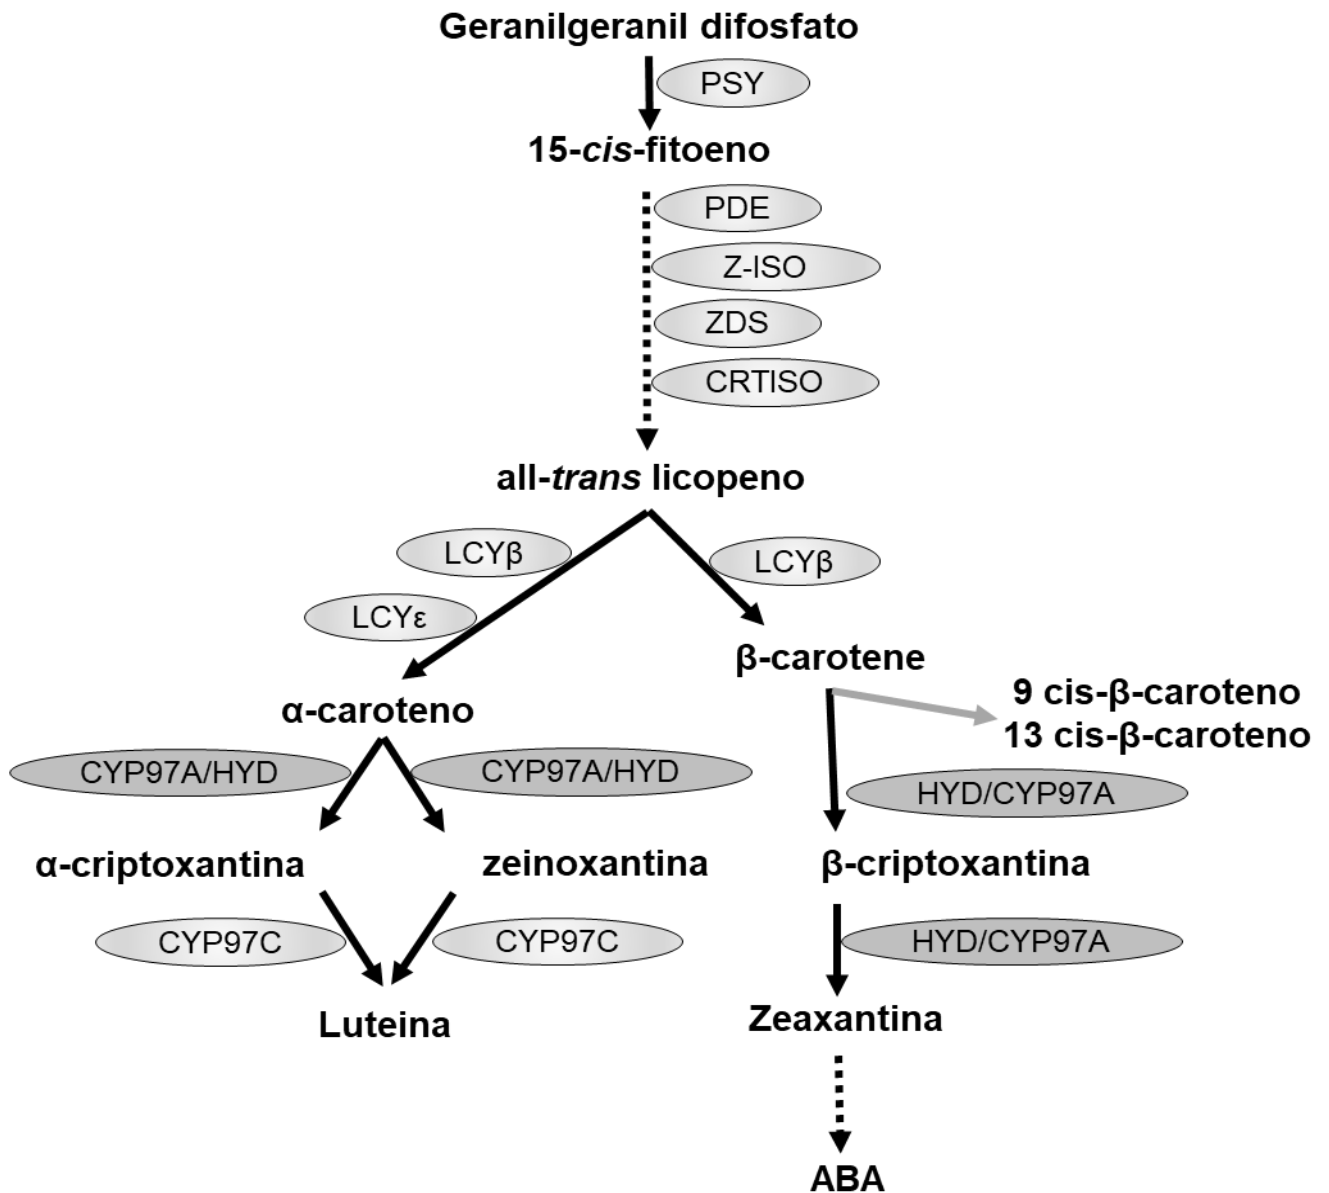 Geranilgeranil difosfato
PSY
15-cis-fitoeno
PDE
Z-ISO
ZDS
CRTISO
all-trans licopeno
LCYβ
LCYβ
LCYε
β-carotene
9 cis-β-caroteno
13 cis-β-caroteno
α-caroteno
CYP97A/HYD
CYP97A/HYD
HYD/CYP97A
α-criptoxantina
zeinoxantina
β-criptoxantina
CYP97C
CYP97C
HYD/CYP97A
Luteina
Zeaxantina
ABA